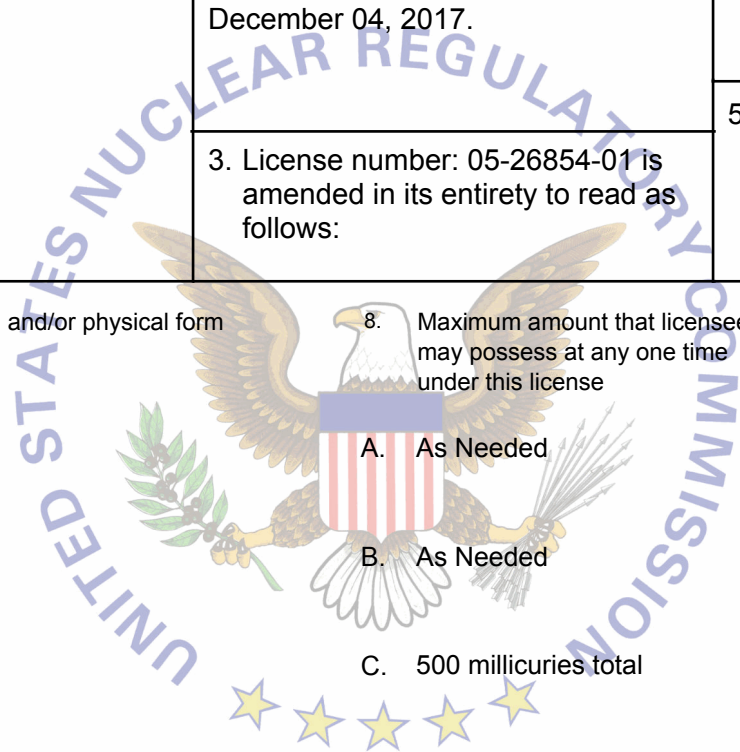 December 04, 2017.
5
3. License number: 05-26854-01 is
amended in its entirety to read as
follows:
and/or physical form
8. Maximum amount that licensee
may possess at any one time
under this license
A. As Needed
B. As Needed
C. 500 millicuries total
UNITED STATES NUCLEAR REGULATORY COMMISSION